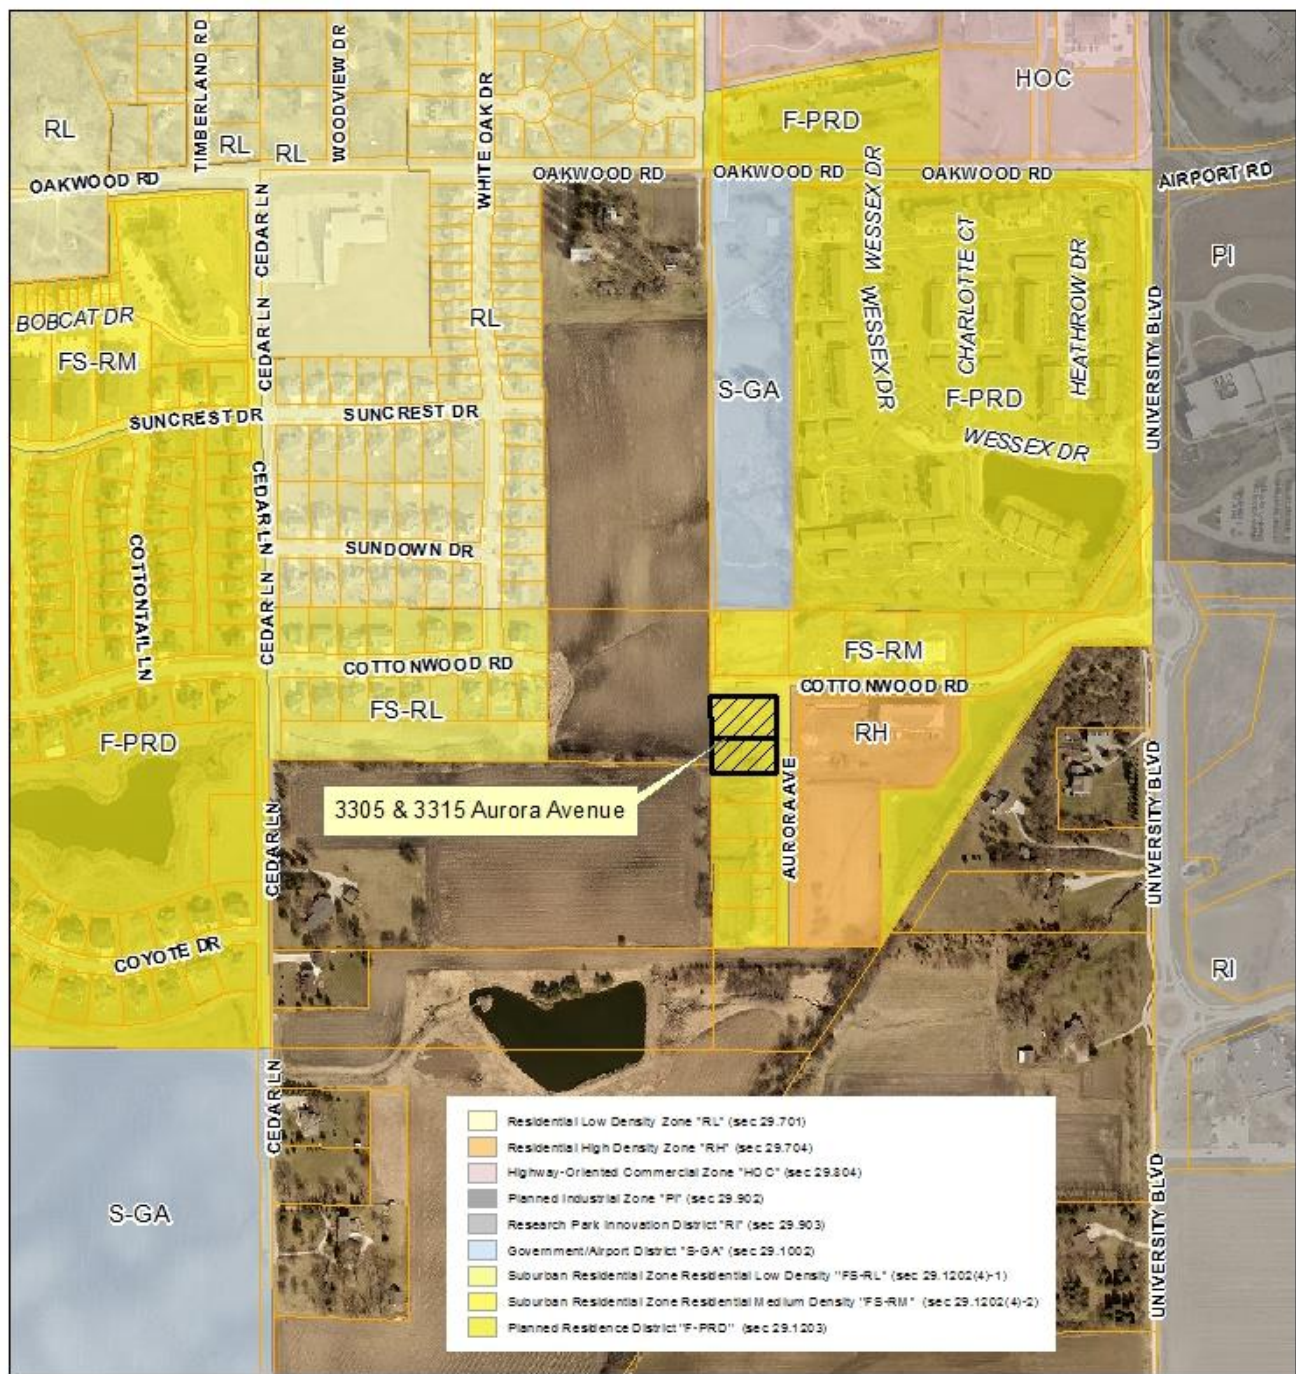 TIMBERLAND RD
WOODVIEW DR
WHITE OAK DR
HOC
RL
RL
RL
F-PRD
OAKWOOD RD
OAKWOOD RD
OAKWOOD RD
OAKWOOD RD
AIRPORT RD
CEDAR LN
CEDAR LN
CEDAR LN
WESSEX DR
WESSEX DR
CHARLOTTE CT
HEATHROW DR
PI
UNIVERSITY BLVD
BOBCAT DR
RL
FS-RM
S-GA
F-PRD
SUNCREST DR
SUNCREST DR
WESSEX DR
CEDAR LN
CEDAR LN
COTTONTAIL LN
SUNDOWN DR
COTTONWOOD RD
FS-RM
COTTONWOOD RD
FS-RL
RH
F-PRD
3305 & 3315 Aurora Avenue
AURORA AVE
UNIVERSITY BLVD
CEDAR LN
COYOTE DR
RI
CEDAR LN
S-GA
UNIVERSITY BLVD
Residential Low Density Zone "RL" (sec 29.701)
Residential High Density Zone "RH" (sec 29.704)
Highway-Oriented Commercial Zone "HOC" (sec 29.804)
Planned Industrial Zone "PI" (sec 29.902)
Research Park Innovation District "RI" (sec 29.903)
Government/Airport District "S-GA" (sec 29.1002)
Suburban Residential Zone Residential Low Density "FS-RL" (sec 29.1202(4)-1)
Suburban Residential Zone Residential Medium Density "FS-RM" (sec 29.1202(4)-2)
Planned Residence District "F-PRD" (sec 29.1203)